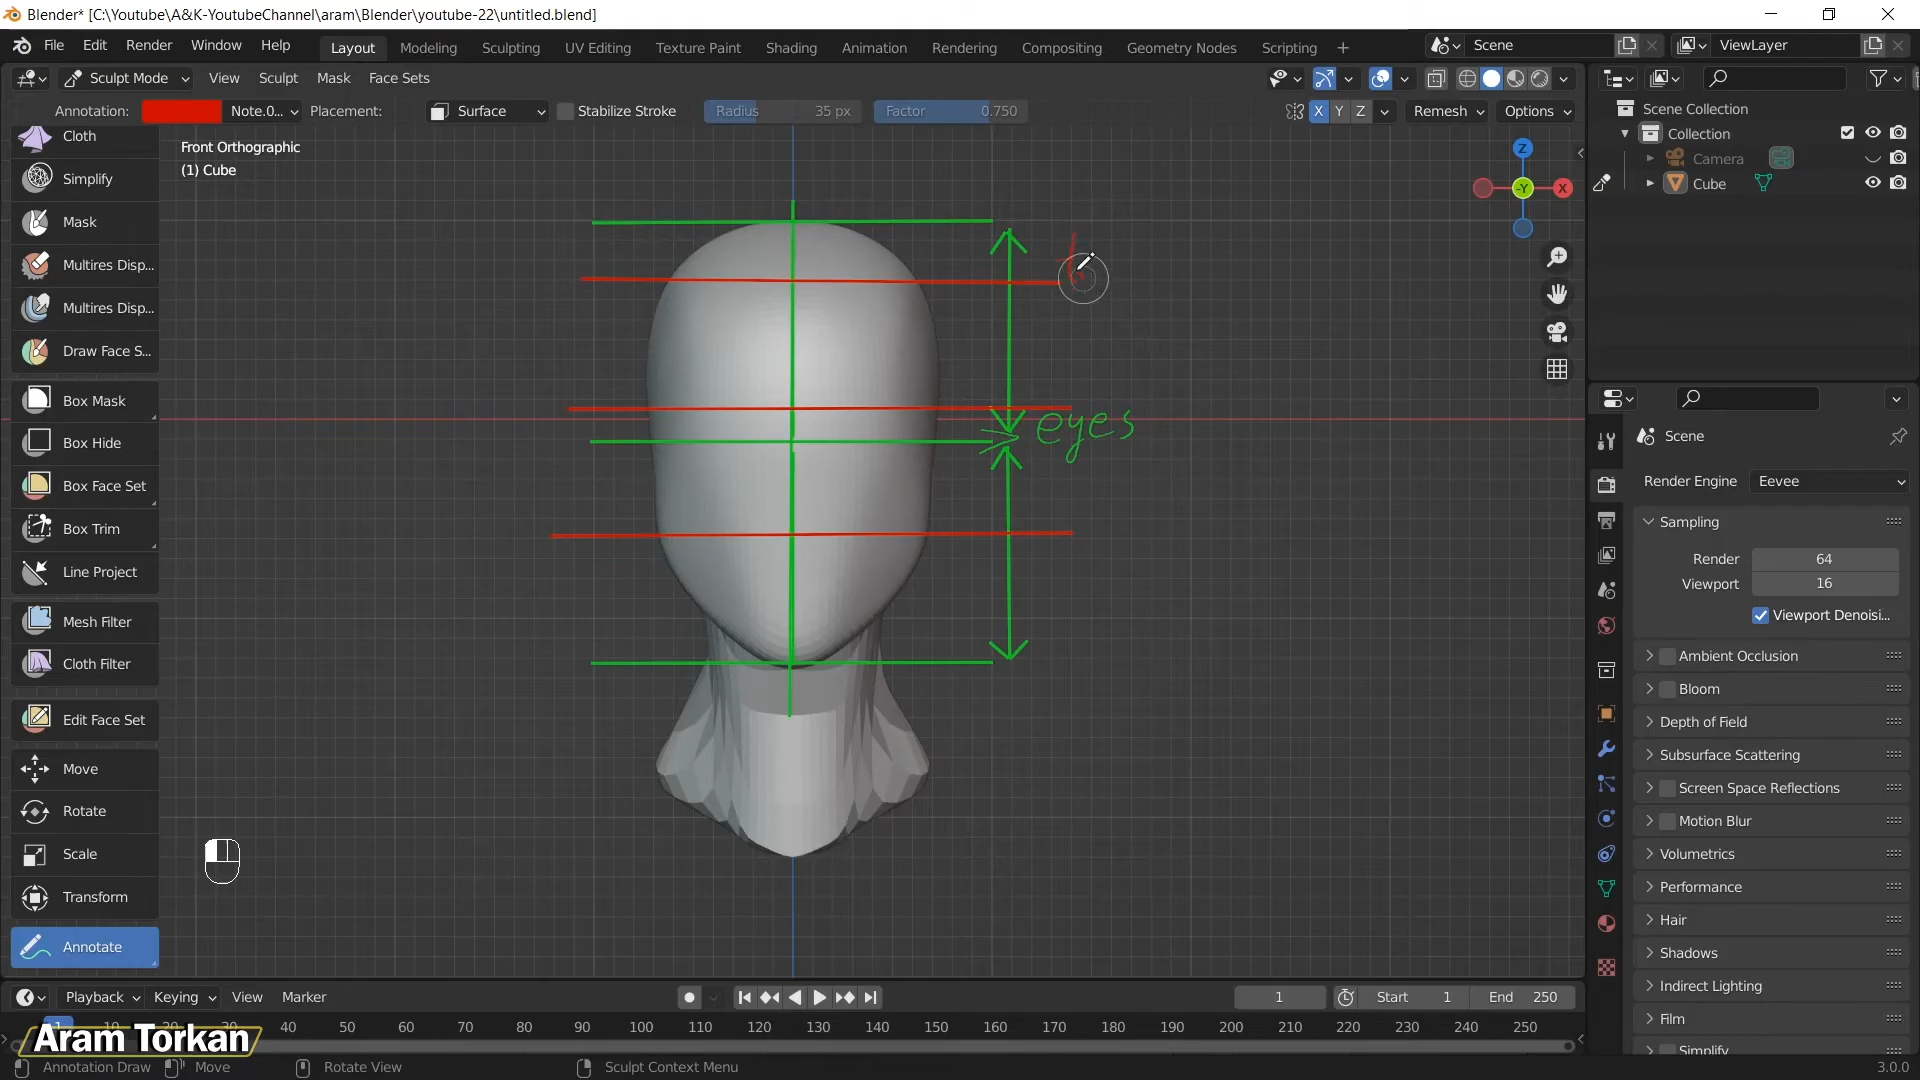 Blender* [C:\Youtube\A&K-YoutubeChannel\aram\Blender\youtube-22\untitled.blend]
File Edit Render Window Help Layout Modeling Sculpting UV Editing Texture Paint Shading Animation Rendering Compositing Geometry Nodes Scripting + Scene ViewLayer
Sculpt Mode View Sculpt Mask Face Sets
Annotation: Note.0... Placement: Surface Stabilize Stroke Radius 35 px Factor 0.750 X Y Z Remesh Options
Scene Collection
Collection
Camera
Cube
Front Orthographic
(1) Cube
Z
-Y
X
Cloth
Simplify
Mask
Multires Disp...
Multires Disp...
Draw Face S...
Box Mask
Box Hide
Box Face Set
Box Trim
Line Project
Mesh Filter
Cloth Filter
Edit Face Set
Move
Rotate
Scale
Transform
Annotate
eyes
Scene
Render Engine Eevee
Sampling
Render 64
Viewport 16
Viewport Denoisi...
Ambient Occlusion
Bloom
Depth of Field
Subsurface Scattering
Screen Space Reflections
Motion Blur
Volumetrics
Performance
Hair
Shadows
Indirect Lighting
Film
Simplify
Playback Keying View Marker 1 Start 1 End 250
1 10 20 30 40 50 60 70 80 90 100 110 120 130 140 150 160 170 180 190 200 210 220 230 240 250
Aram Torkan
Annotation Draw Move Rotate View Sculpt Context Menu 3.0.0